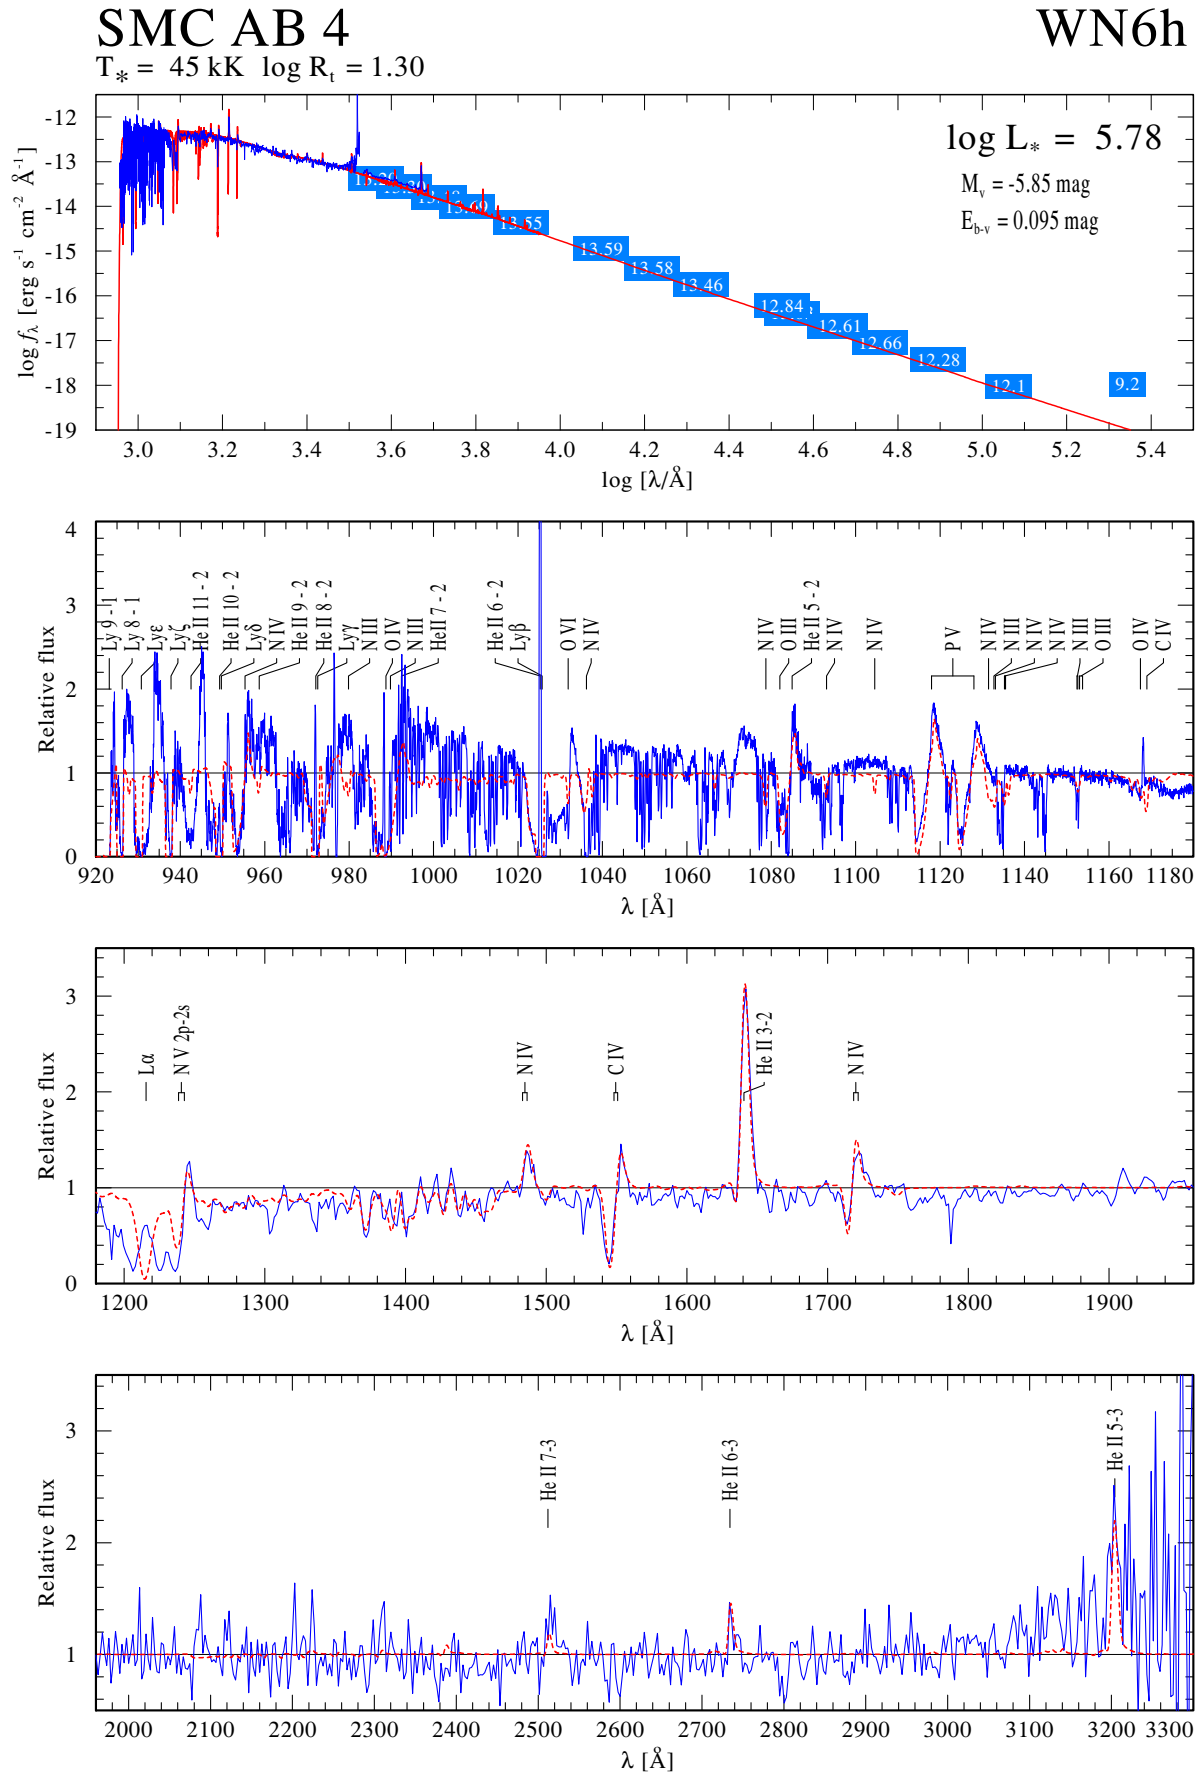 SMC AB 4 WN6h
T* = 45 kK log Rt = 1.30
log L* = 5.78
Mv = -5.85 mag
Eb-v = 0.095 mag
log fλ [erg s-1 cm-2 Å-1]
-12
-13
-14
-15
-16
-17
-18
-19
13.55
13.59
13.58
13.46
12.84
12.61
12.66
12.28
12.1
9.2
3.0 3.2 3.4 3.6 3.8 4.0 4.2 4.4 4.6 4.8 5.0 5.2 5.4
log [λ/Å]
Relative flux
4
3
2
1
0
Ly 9 - 1
Ly 8 - 1
Lyε
Lyζ
He II 11 - 2
He II 10 - 2
Lyδ
N IV
He II 9 - 2
He II 8 - 2
Lyγ
N III
O IV
N III
HeII 7 - 2
He II 6 - 2
Lyβ
O VI
N IV
N IV
O III
He II 5 - 2
N IV
N IV
P V
N IV
N III
N IV
N IV
N III
O III
O IV
C IV
920 940 960 980 1000 1020 1040 1060 1080 1100 1120 1140 1160 1180
λ [Å]
Relative flux
3
2
1
0
Lα
N V 2p-2s
N IV
C IV
He II 3-2
N IV
1200 1300 1400 1500 1600 1700 1800 1900
λ [Å]
Relative flux
3
2
1
He II 7-3
He II 6-3
He II 5-3
2000 2100 2200 2300 2400 2500 2600 2700 2800 2900 3000 3100 3200 3300
λ [Å]